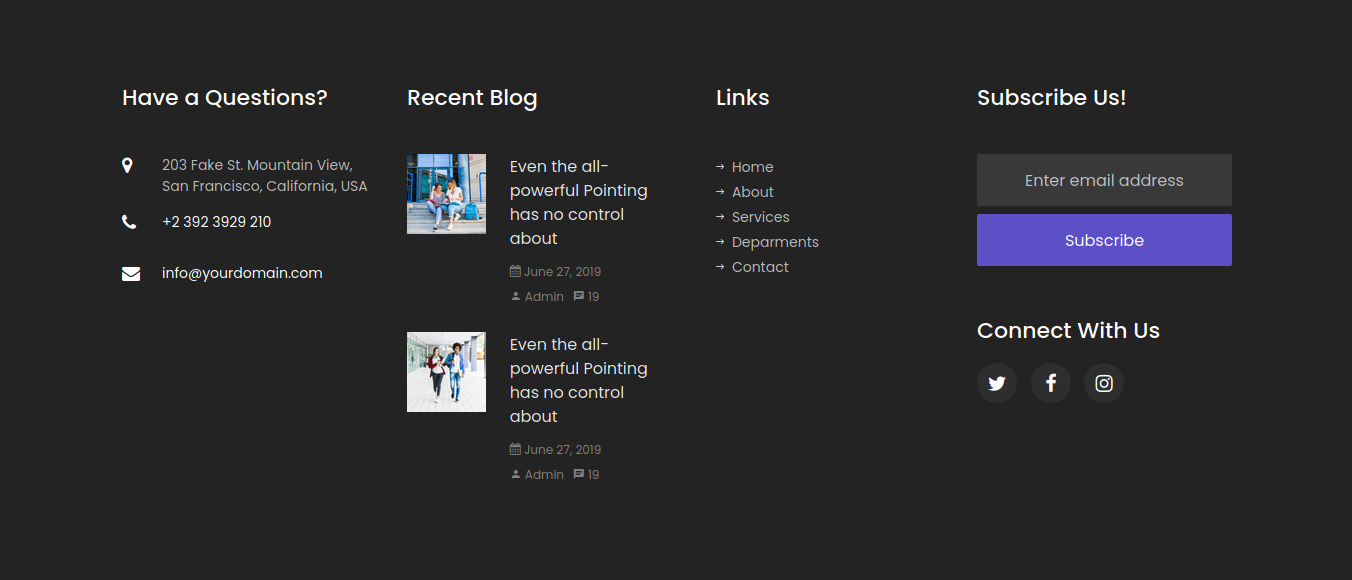 Have a Questions?
203 Fake St. Mountain View,
San Francisco, California, USA
+2 392 3929 210
info@yourdomain.com
Recent Blog
Even the all-
powerful Pointing
has no control
about
June 27, 2019
Admin 19
Even the all-
powerful Pointing
has no control
about
June 27, 2019
Admin 19
Links
Home
About
Services
Deparments
Contact
Subscribe Us!
Enter email address
Subscribe
Connect With Us